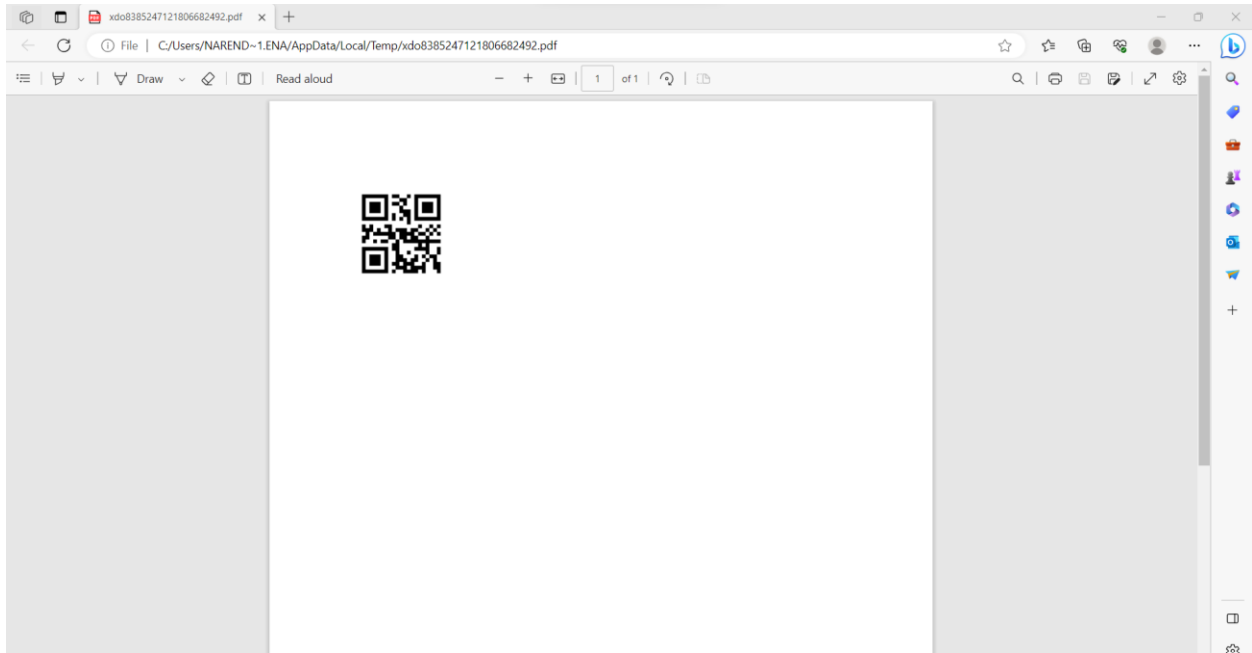 xdo8385247121806682492.pdf
File | C:/Users/NAREND~1.ENA/AppData/Local/Temp/xdo8385247121806682492.pdf
Draw | Read aloud 1 of 1